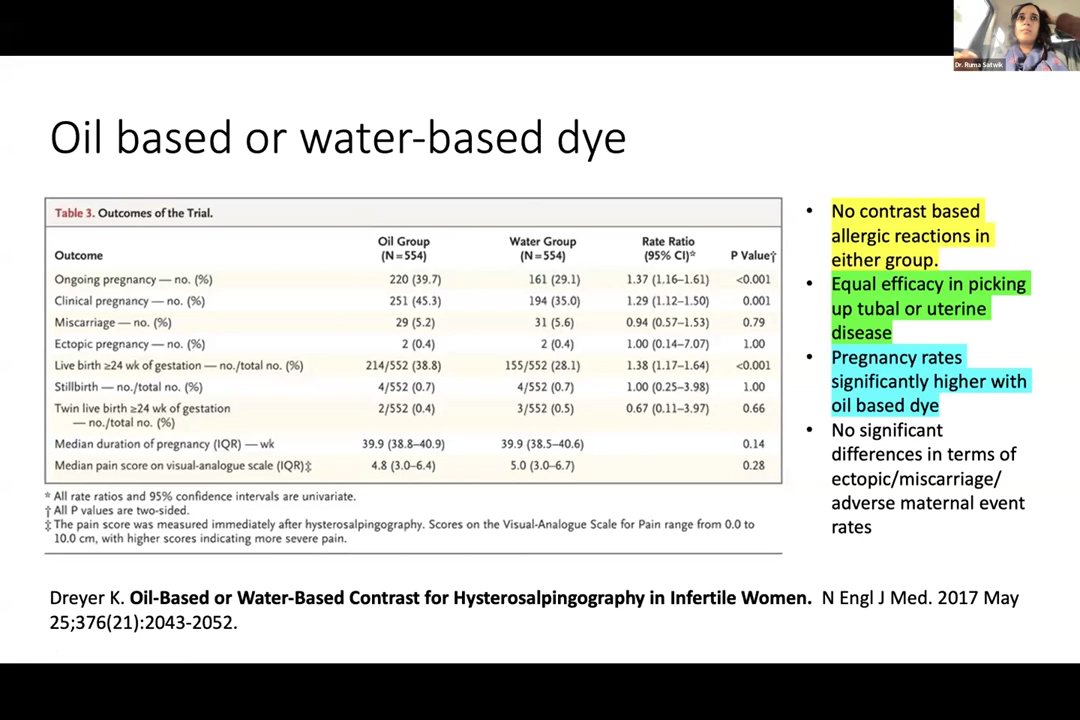 Dr. Ruma Satwik
Oil based or water-based dye
Table 3. Outcomes of the Trial.
Outcome Oil Group (N=554) Water Group (N=554) Rate Ratio (95% CI)* P Value†
Ongoing pregnancy — no. (%) 220 (39.7) 161 (29.1) 1.37 (1.16–1.61) <0.001
Clinical pregnancy — no. (%) 251 (45.3) 194 (35.0) 1.29 (1.12–1.50) 0.001
Miscarriage — no. (%) 29 (5.2) 31 (5.6) 0.94 (0.57–1.53) 0.79
Ectopic pregnancy — no. (%) 2 (0.4) 2 (0.4) 1.00 (0.14–7.07) 1.00
Live birth ≥24 wk of gestation — no./total no. (%) 214/552 (38.8) 155/552 (28.1) 1.38 (1.17–1.64) <0.001
Stillbirth — no./total no. (%) 4/552 (0.7) 4/552 (0.7) 1.00 (0.25–3.98) 1.00
Twin live birth ≥24 wk of gestation — no./total no. (%) 2/552 (0.4) 3/552 (0.5) 0.67 (0.11–3.97) 0.66
Median duration of pregnancy (IQR) — wk 39.9 (38.8–40.9) 39.9 (38.5–40.6) 0.14
Median pain score on visual-analogue scale (IQR)‡ 4.8 (3.0–6.4) 5.0 (3.0–6.7) 0.28
* All rate ratios and 95% confidence intervals are univariate.
† All P values are two-sided.
‡ The pain score was measured immediately after hysterosalpingography. Scores on the Visual-Analogue Scale for Pain range from 0.0 to
10.0 cm, with higher scores indicating more severe pain.
• No contrast based
allergic reactions in
either group.
• Equal efficacy in picking
up tubal or uterine
disease
• Pregnancy rates
significantly higher with
oil based dye
• No significant
differences in terms of
ectopic/miscarriage/
adverse maternal event
rates
Dreyer K. Oil-Based or Water-Based Contrast for Hysterosalpingography in Infertile Women. N Engl J Med. 2017 May
25;376(21):2043-2052.